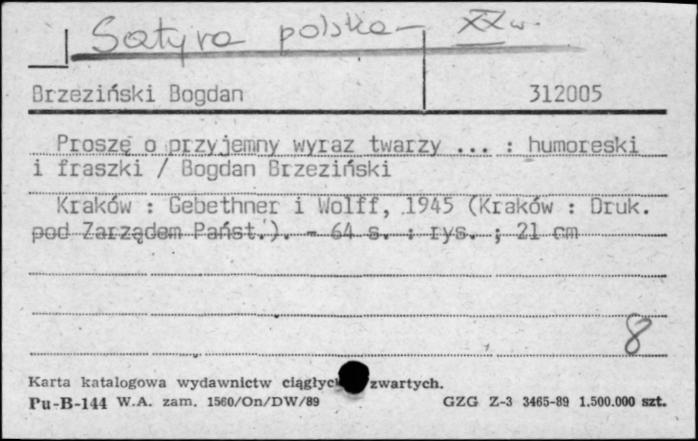 Satyra polska - XX w.
Brzeziński Bogdan 312005
Proszę o przyjemny wyraz twarzy ... : humoreski
i fraszki / Bogdan Brzeziński
Kraków : Gebethner i Wolff, 1945 (Kraków : Druk.
pod Zarządem Państ.). - 64 s. : rys. ; 21 cm
8
Karta katalogowa wydawnictw ciągłyc zwartych.
Pu-B-144 W.A. zam. 1560/On/DW/89 GZG Z-3 3465-89 1.500.000 szt.